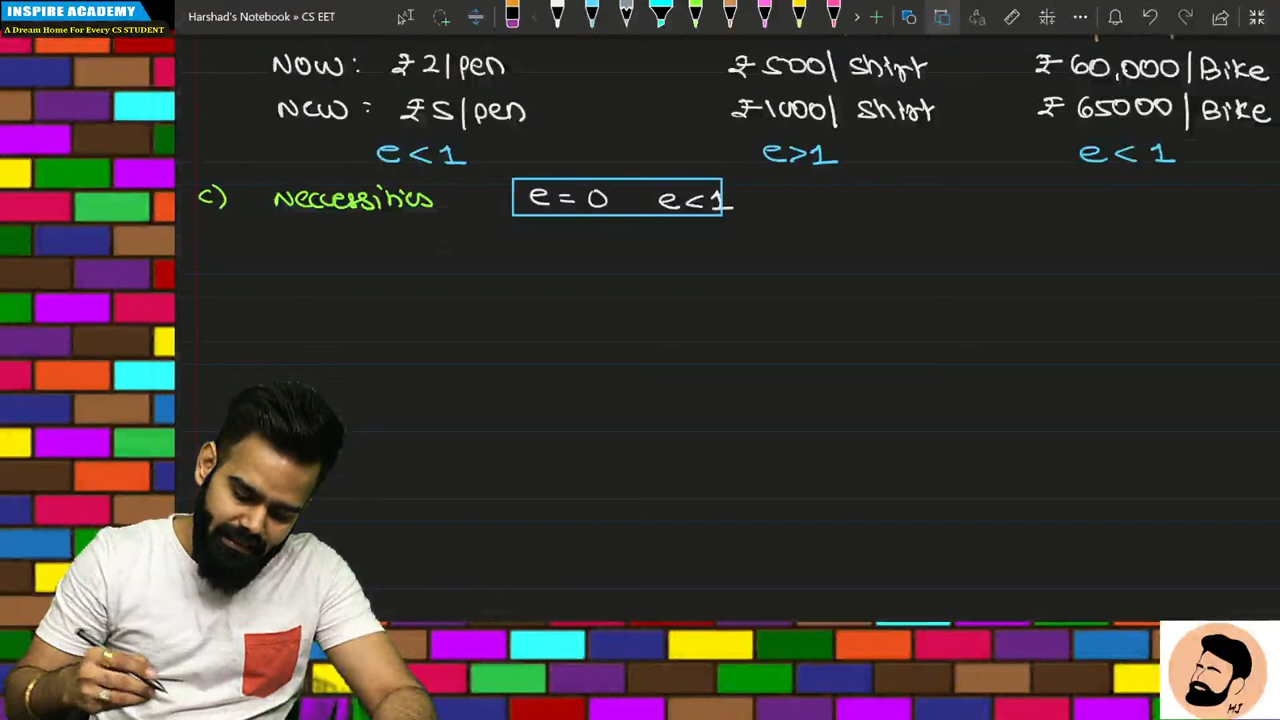 INSPIRE ACADEMY
A Dream Home For Every CS STUDENT
Harshad's Notebook » CS EET
Now: ₹2/pen ₹500/ shirt ₹60,000/Bike
New: ₹5/pen ₹1000/ shirt ₹65000/Bike
e<1 e>1 e<1
c) Neccessities e=0 e<1
HJ